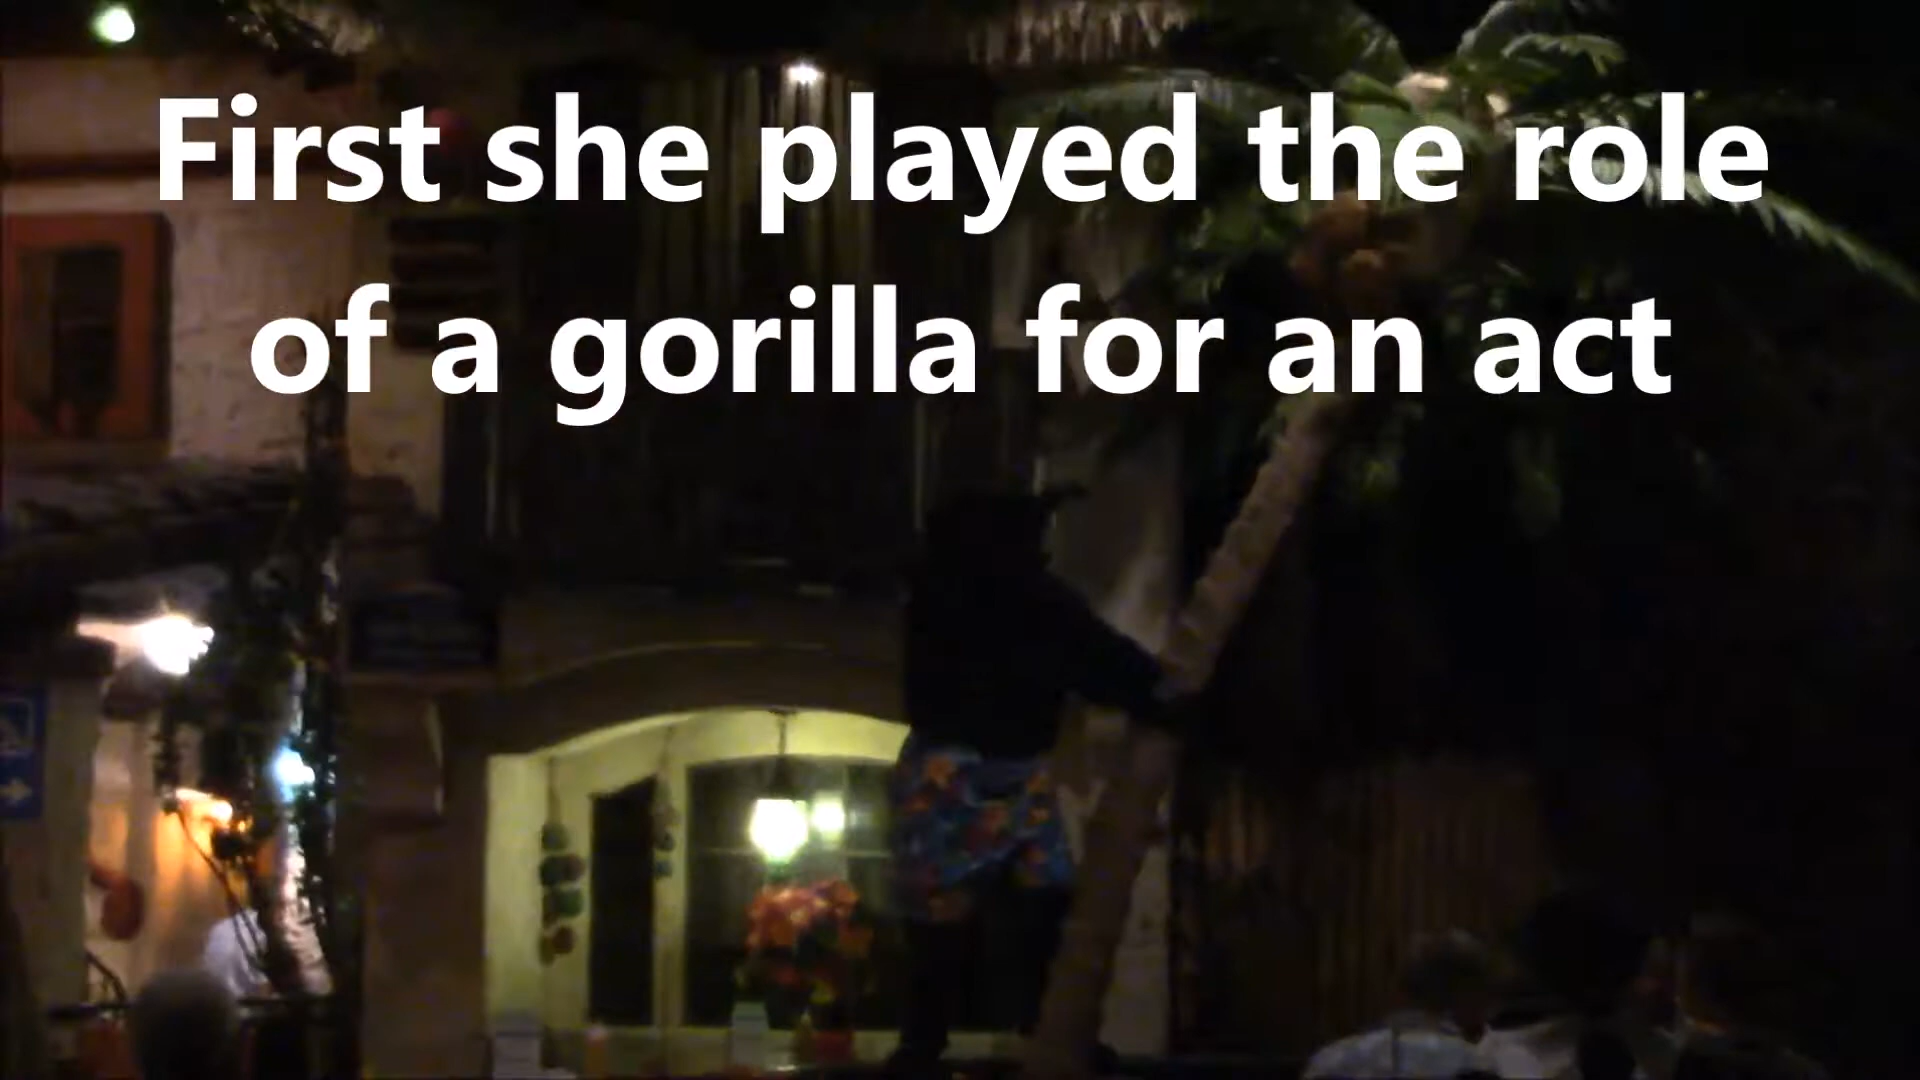 First she played the role
of a gorilla for an act